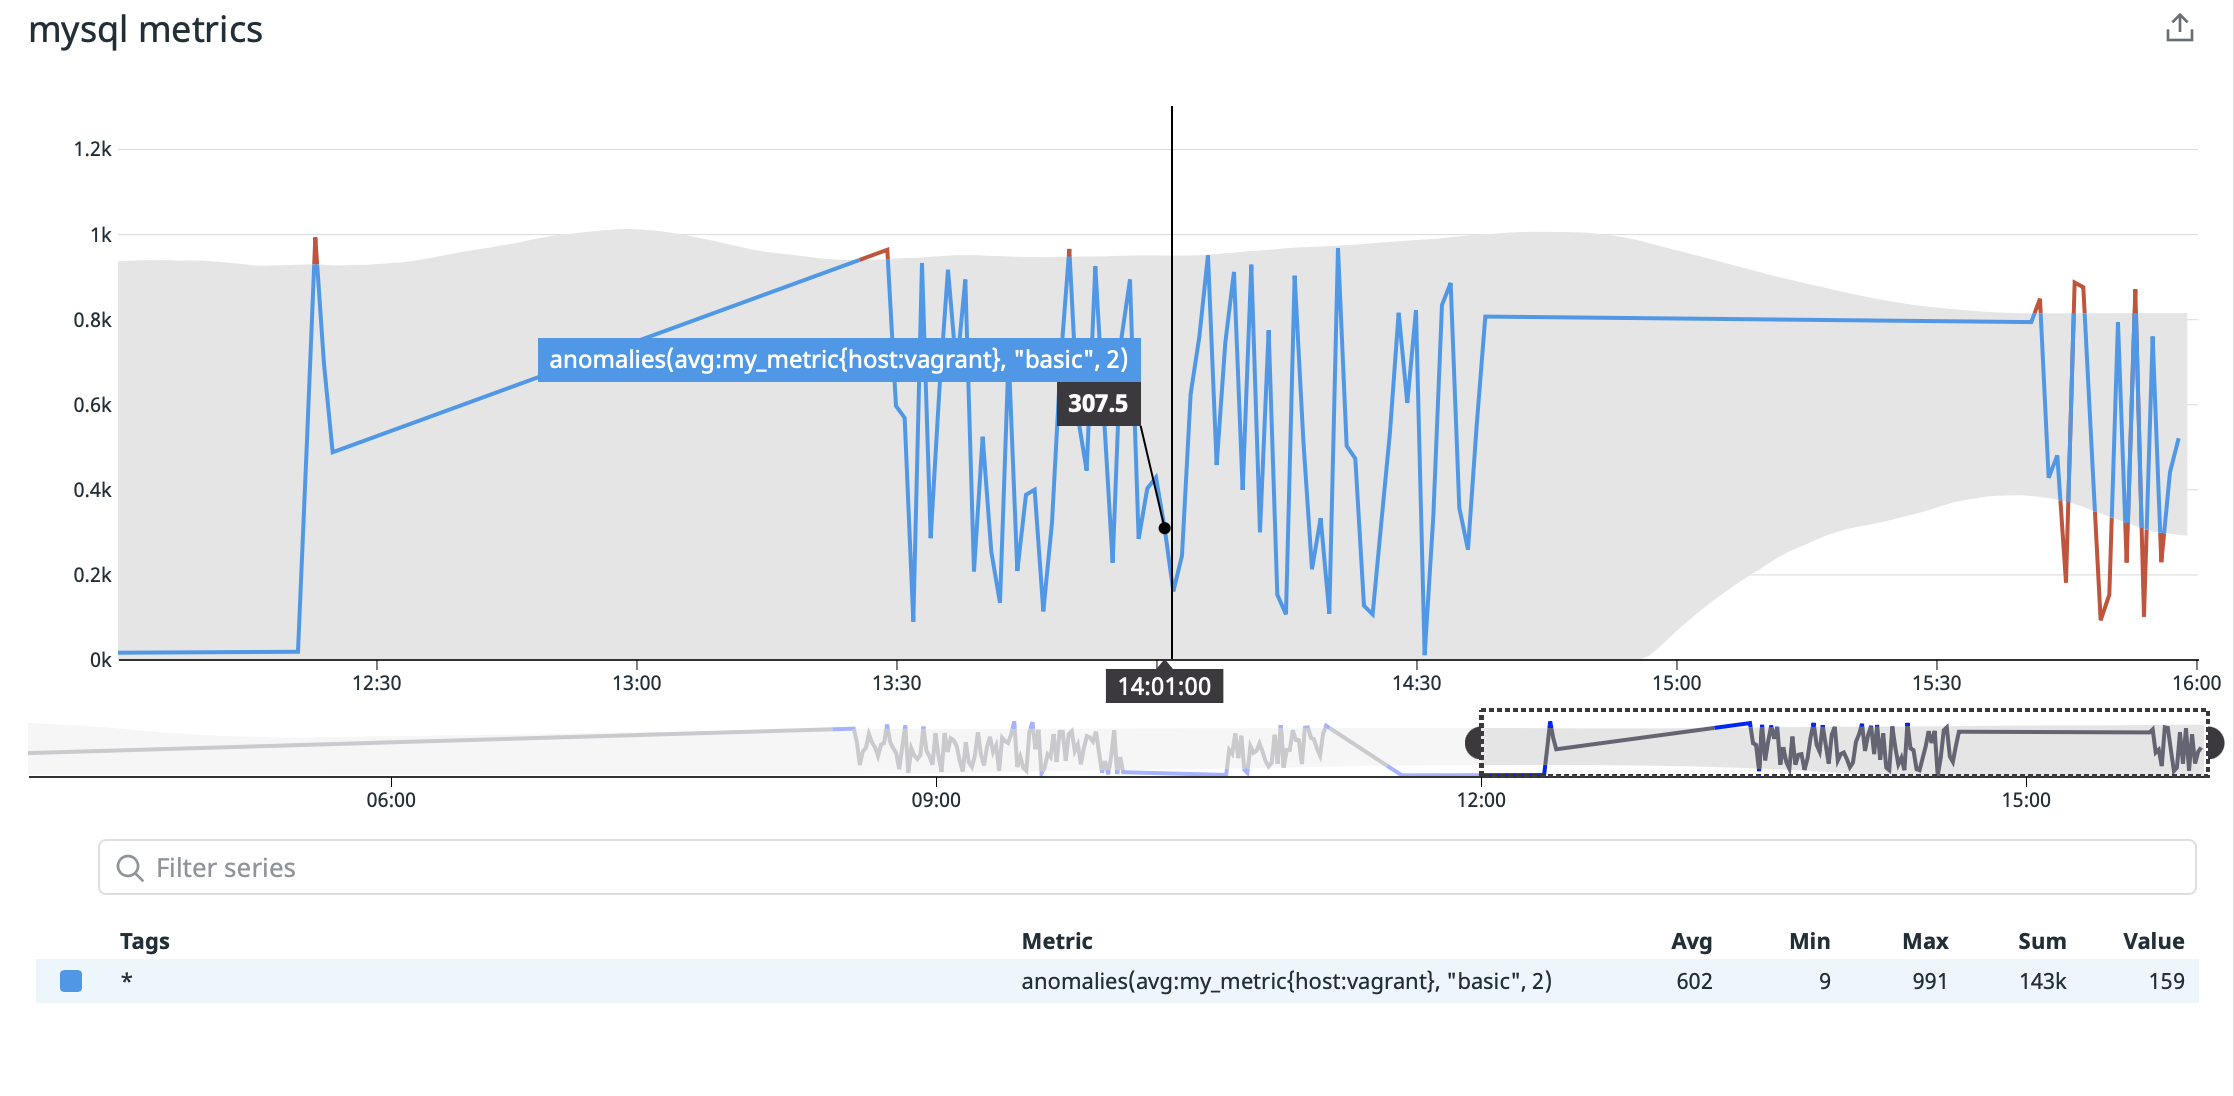 mysql metrics
1.2k
1k
0.8k
anomalies(avg:my_metric{host:vagrant}, "basic", 2)
0.6k
307.5
0.4k
0.2k
0k
12:30 13:00 13:30 14:01:00 14:30 15:00 15:30 16:00
06:00 09:00 12:00 15:00
Filter series
Tags Metric Avg Min Max Sum Value
* anomalies(avg:my_metric{host:vagrant}, "basic", 2) 602 9 991 143k 159